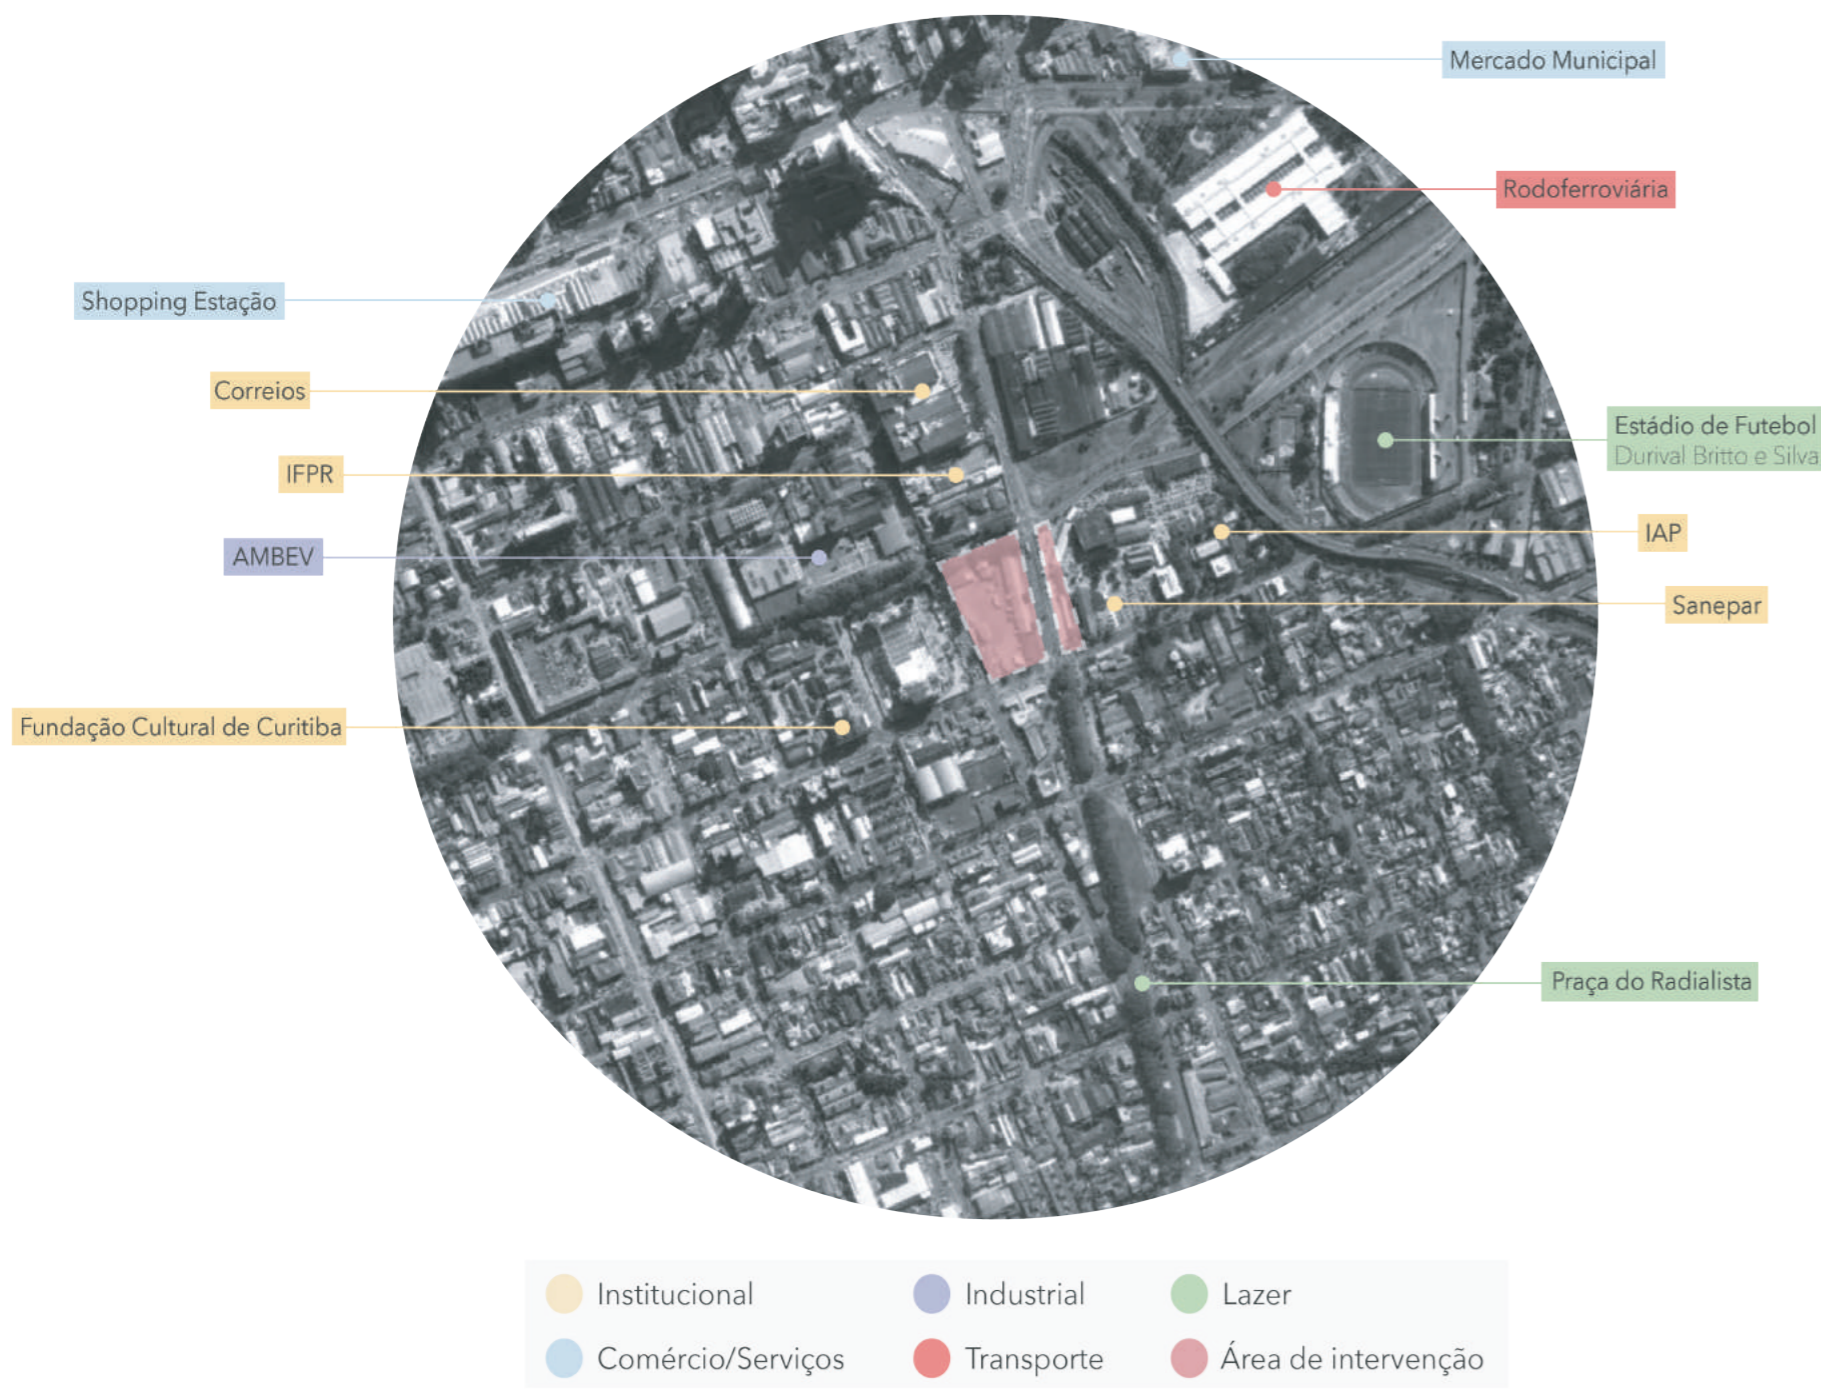 Mercado Municipal
Rodoferroviária
Shopping Estação
Correios
Estádio de Futebol
Durival Britto e Silva
IFPR
IAP
AMBEV
Sanepar
Fundação Cultural de Curitiba
Praça do Radialista
Institucional
Industrial
Lazer
Comércio/Serviços
Transporte
Área de intervenção